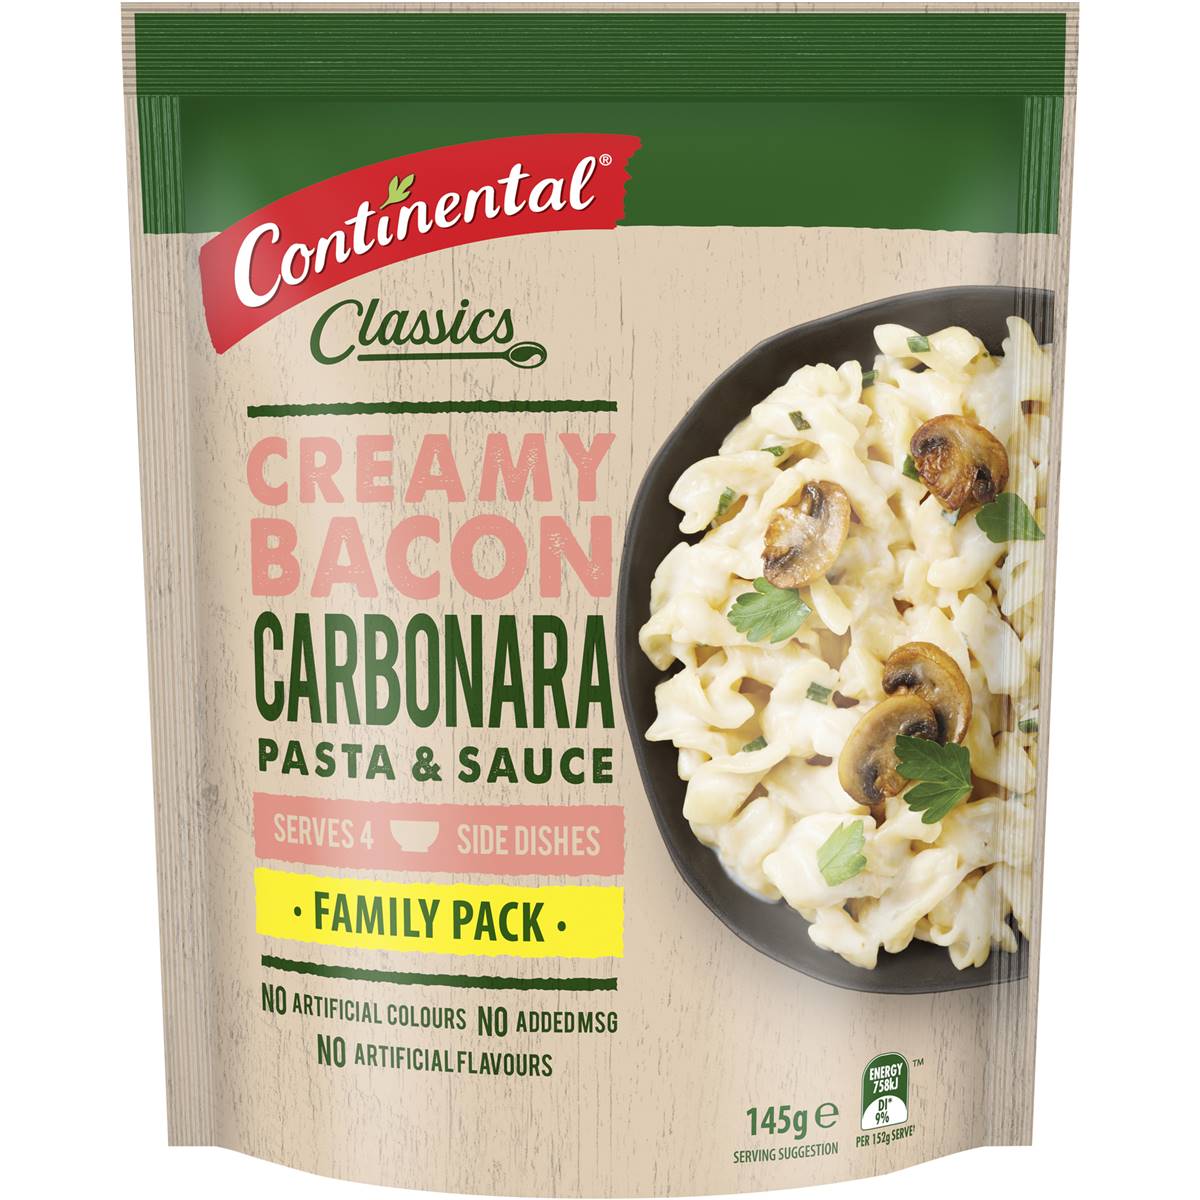 Continental®
Classics
CREAMY
BACON
CARBONARA
PASTA & SAUCE
SERVES 4 SIDE DISHES
• FAMILY PACK •
NO ARTIFICIAL COLOURS NO ADDED MSG
NO ARTIFICIAL FLAVOURS
145g e
SERVING SUGGESTION
ENERGY
758kJ
DI*
9%
PER 152g SERVE†
TM